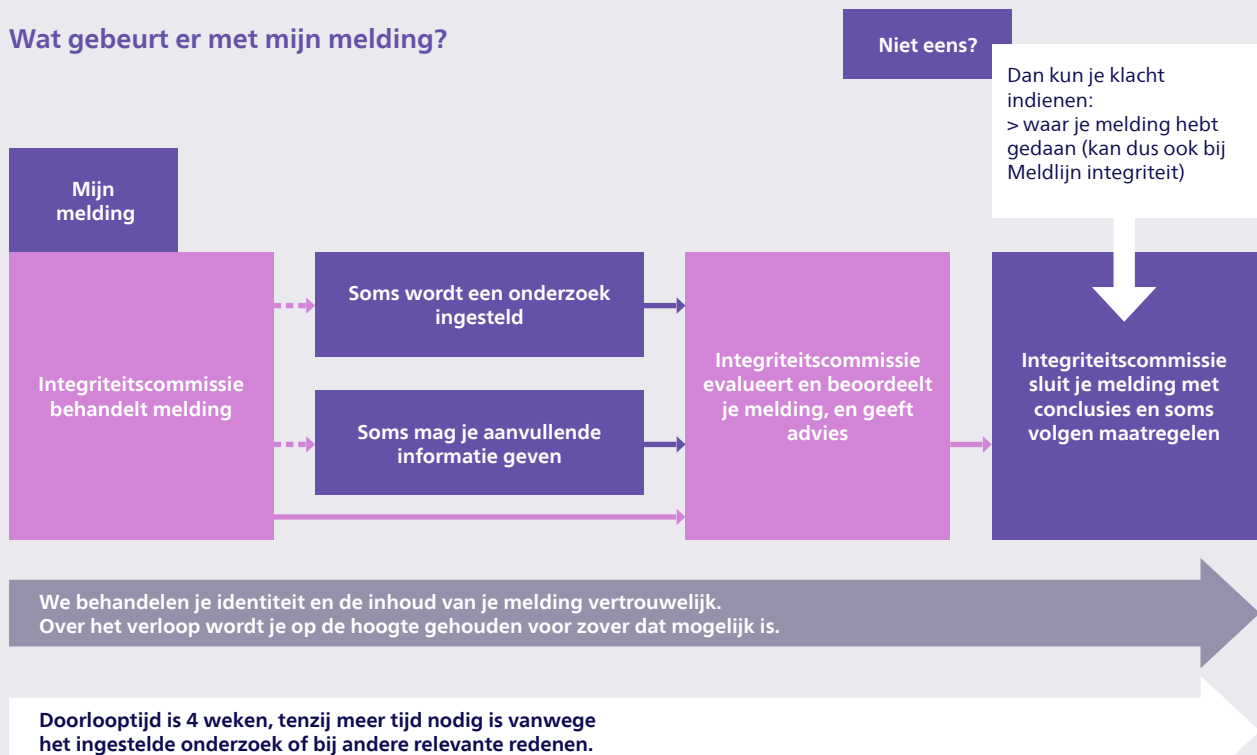 Wat gebeurt er met mijn melding?
Niet eens?
Dan kun je klacht
indienen:
> waar je melding hebt
gedaan (kan dus ook bij
Meldlijn integriteit)
Mijn
melding
Integriteitscommissie
behandelt melding
Soms wordt een onderzoek
ingesteld
Soms mag je aanvullende
informatie geven
Integriteitscommissie
evalueert en beoordeelt
je melding, en geeft
advies
Integriteitscommissie
sluit je melding met
conclusies en soms
volgen maatregelen
We behandelen je identiteit en de inhoud van je melding vertrouwelijk.
Over het verloop wordt je op de hoogte gehouden voor zover dat mogelijk is.
Doorlooptijd is 4 weken, tenzij meer tijd nodig is vanwege
het ingestelde onderzoek of bij andere relevante redenen.